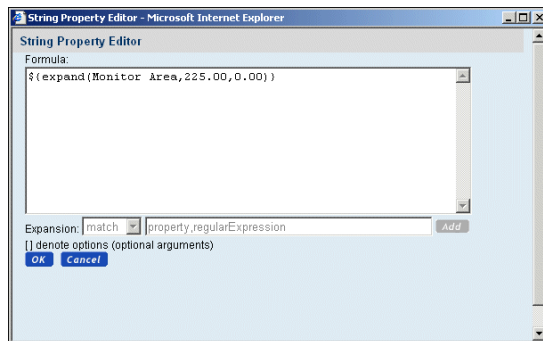 String Property Editor - Microsoft Internet Explorer
String Property Editor
Formula:
${expand(Monitor Area,225.00,0.00)}
Expansion: match property,regularExpression Add
[] denote options (optional arguments)
OK Cancel